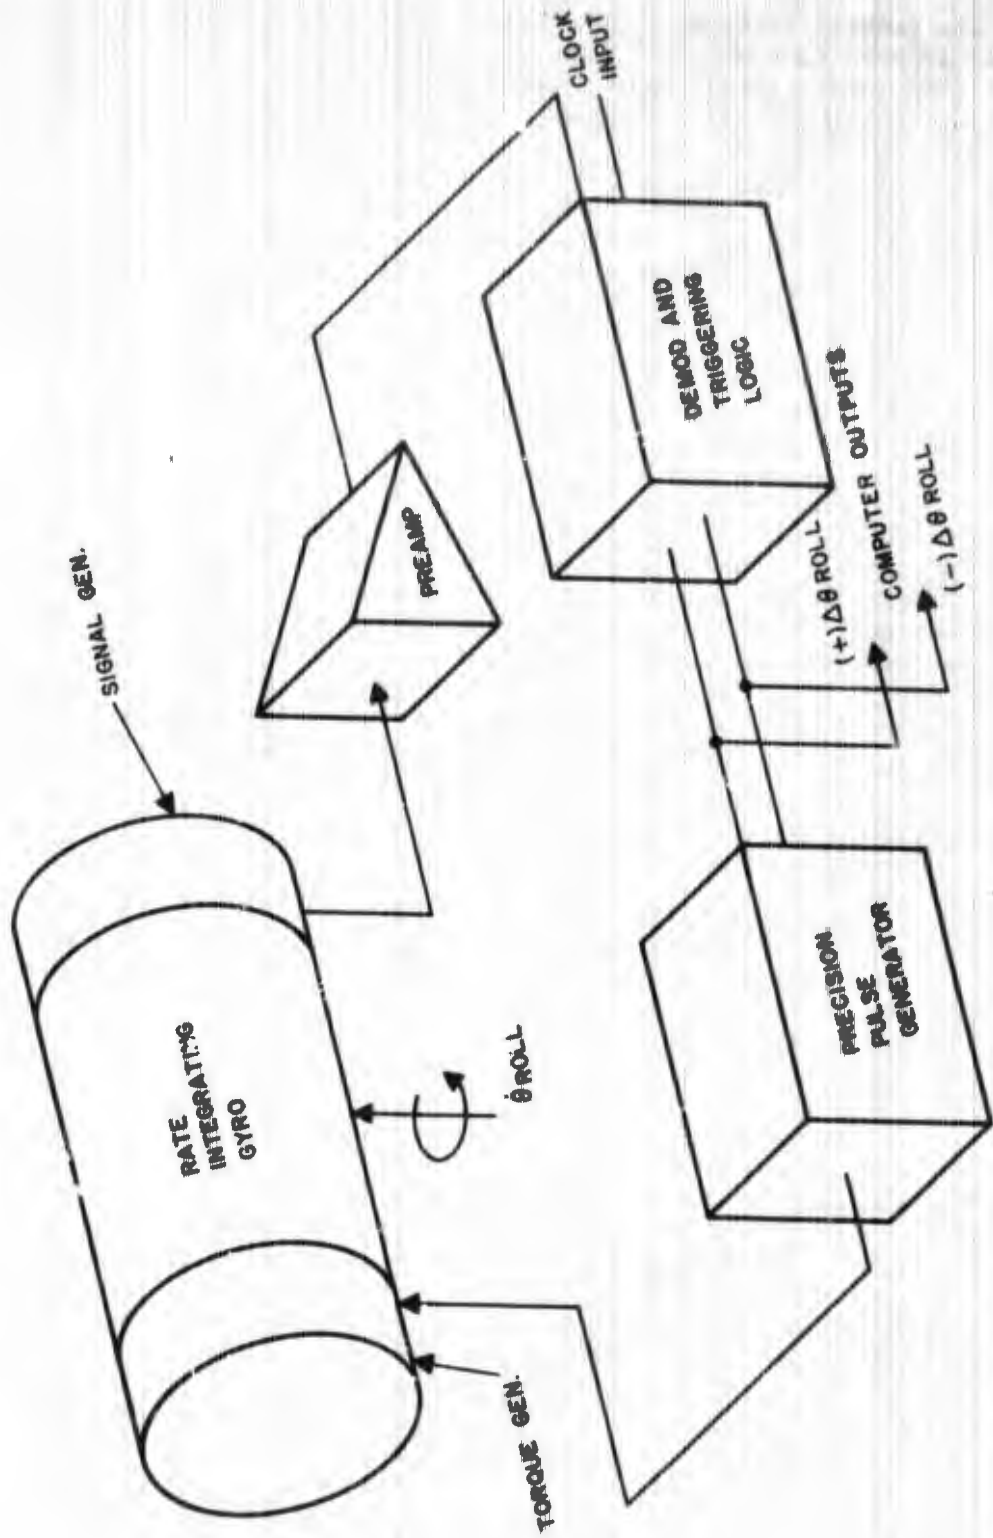 SIGNAL GEN.
CLOCK
INPUT
RATE
INTEGRATING
GYRO
PREAMP
DEMOD AND
TRIGGERING
LOGIC
θ̇ ROLL
TORQUE GEN.
PRECISION
PULSE
GENERATOR
(+)Δθ ROLL
COMPUTER OUTPUTS
(-)Δθ ROLL